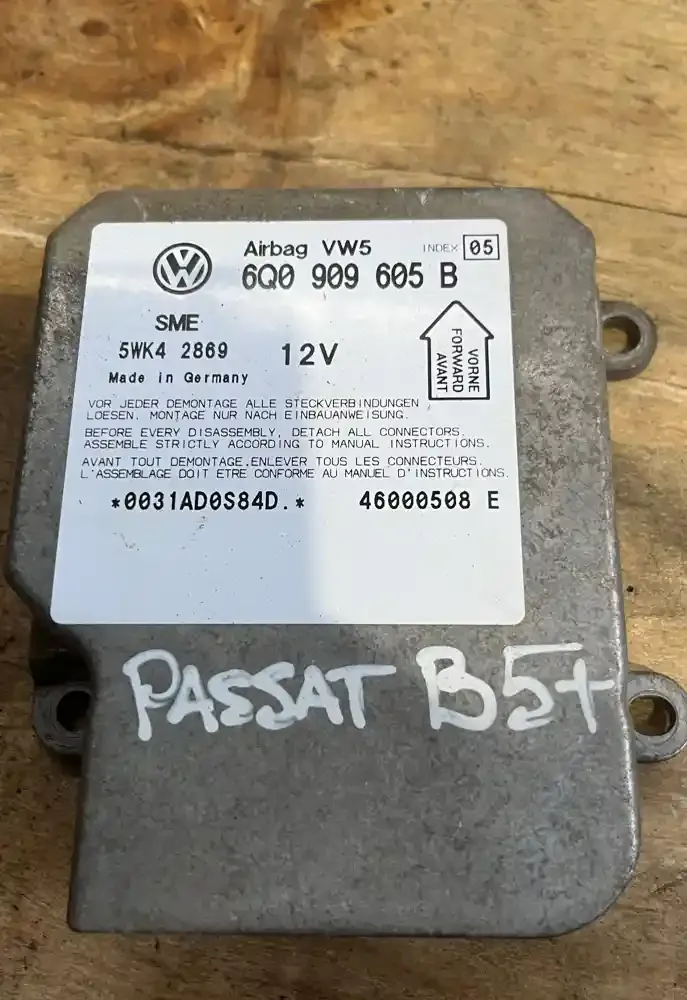 Airbag VW5 INDEX 05
6Q0 909 605 B
SME
5WK4 2869 12V
Made in Germany
VORNE
FORWARD
AVANT
VOR JEDER DEMONTAGE ALLE STECKVERBINDUNGEN
LOESEN. MONTAGE NUR NACH EINBAUANWEISUNG.
BEFORE EVERY DISASSEMBLY, DETACH ALL CONNECTORS.
ASSEMBLE STRICTLY ACCORDING TO MANUAL INSTRUCTIONS.
AVANT TOUT DEMONTAGE,ENLEVER TOUS LES CONNECTEURS.
L'ASSEMBLAGE DOIT ETRE CONFORME AU MANUEL D'INSTRUCTIONS.
*0031AD0S84D.* 46000508 E
PASSAT B5+